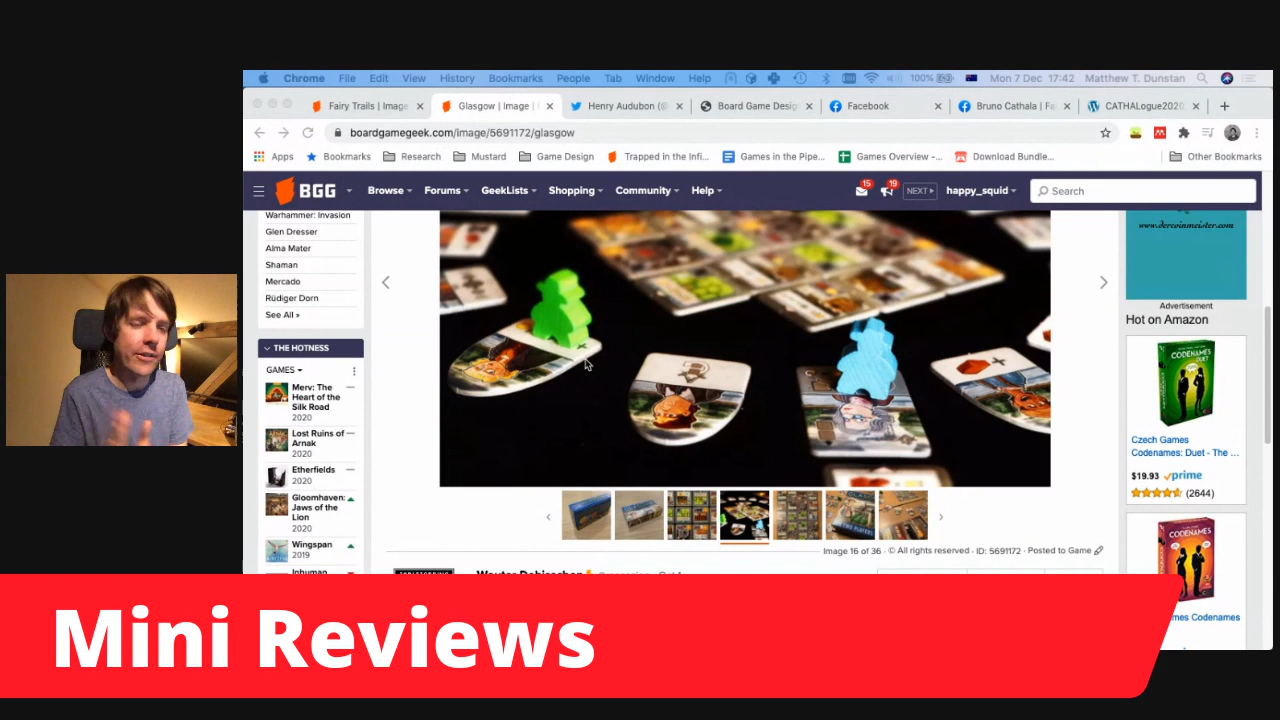 Chrome File Edit View History Bookmarks People Tab Window Help 100% Mon 7 Dec 17:42 Matthew T. Dunstan
Fairy Trails | Image Glasgow | Image | Henry Audubon (@ Board Game Desig Facebook Bruno Cathala | Fa CATHALogue2020
boardgamegeek.com/image/5691172/glasgow
Apps Bookmarks Research Mustard Game Design Trapped in the Infi... Games in the Pipe... Games Overview -... Download Bundle... Other Bookmarks
BGG Browse Forums GeekLists Shopping Community Help 15 19 NEXT happy_squid Search
Warhammer: Invasion
Glen Dresser
Alma Mater
Shaman
Mercado
Rüdiger Dorn
See All »
THE HOTNESS
GAMES
Merv: The
Heart of the
Silk Road
2020
Lost Ruins of
Arnak
2020
Etherfields
2020
Gloomhaven:
Jaws of the
Lion
2020
Wingspan
2019
Inhuman
Image 16 of 36 · © All rights reserved · ID: 5691172 · Posted to Game
www.dercoinmeister.com
Advertisement
Hot on Amazon
Czech Games
Codenames: Duet - The ...
$19.93 prime
(2644)
mes Codenames
Mini Reviews